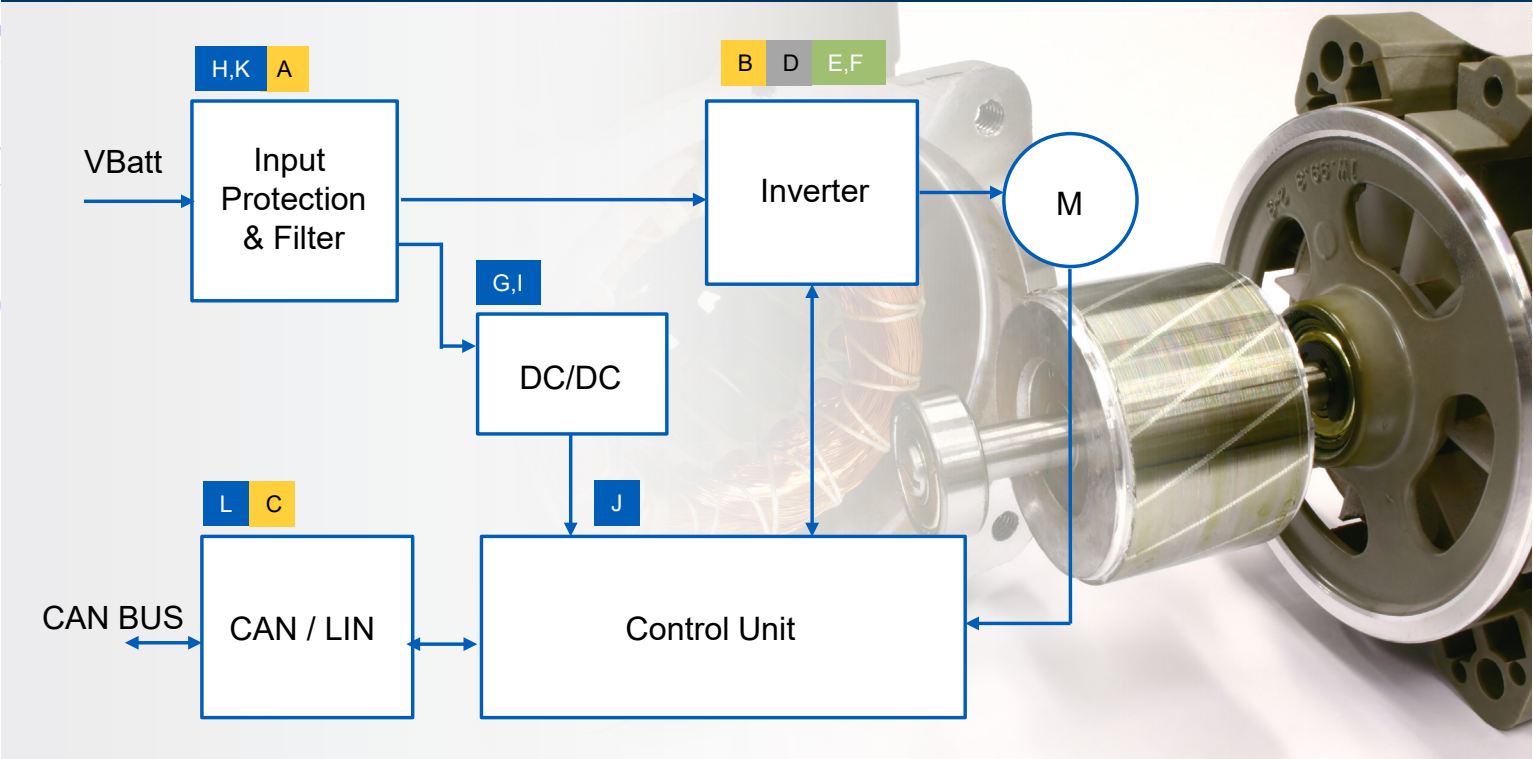 H,K A
B D E,F
VBatt
Input
Protection
& Filter
Inverter
M
G,I
DC/DC
L C
J
CAN BUS
CAN / LIN
Control Unit